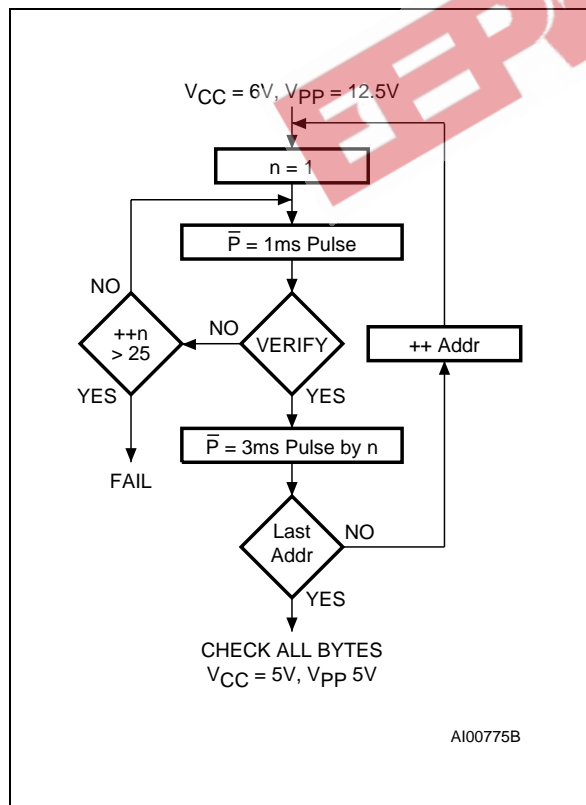 VCC = 6V, VPP = 12.5V
n = 1
P̅ = 1ms Pulse
NO
++n
> 25
NO
VERIFY
++ Addr
YES
YES
P̅ = 3ms Pulse by n
FAIL
Last
Addr
NO
YES
CHECK ALL BYTES
VCC = 5V, VPP 5V
AI00775B